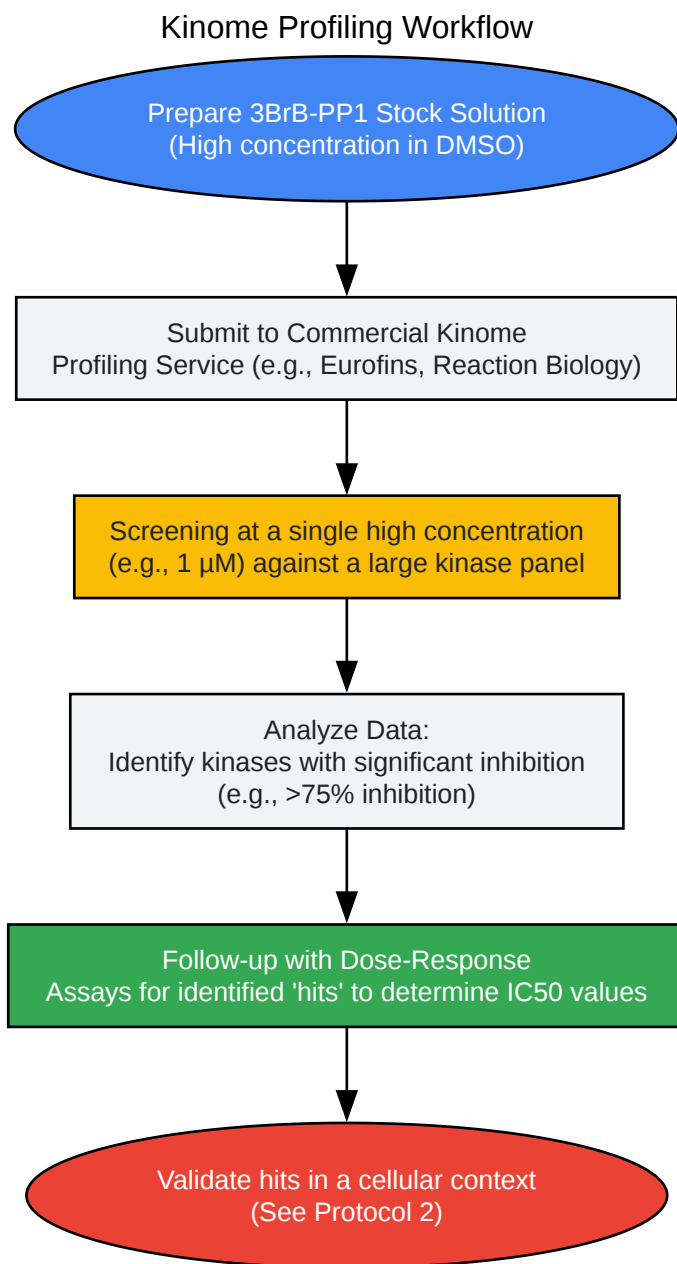 Kinome Profiling Workflow
Prepare 3BrB-PP1 Stock Solution
(High concentration in DMSO)
Submit to Commercial Kinome
Profiling Service (e.g., Eurofins, Reaction Biology)
Screening at a single high concentration
(e.g., 1 µM) against a large kinase panel
Analyze Data:
Identify kinases with significant inhibition
(e.g., >75% inhibition)
Follow-up with Dose-Response
Assays for identified 'hits' to determine IC50 values
Validate hits in a cellular context
(See Protocol 2)